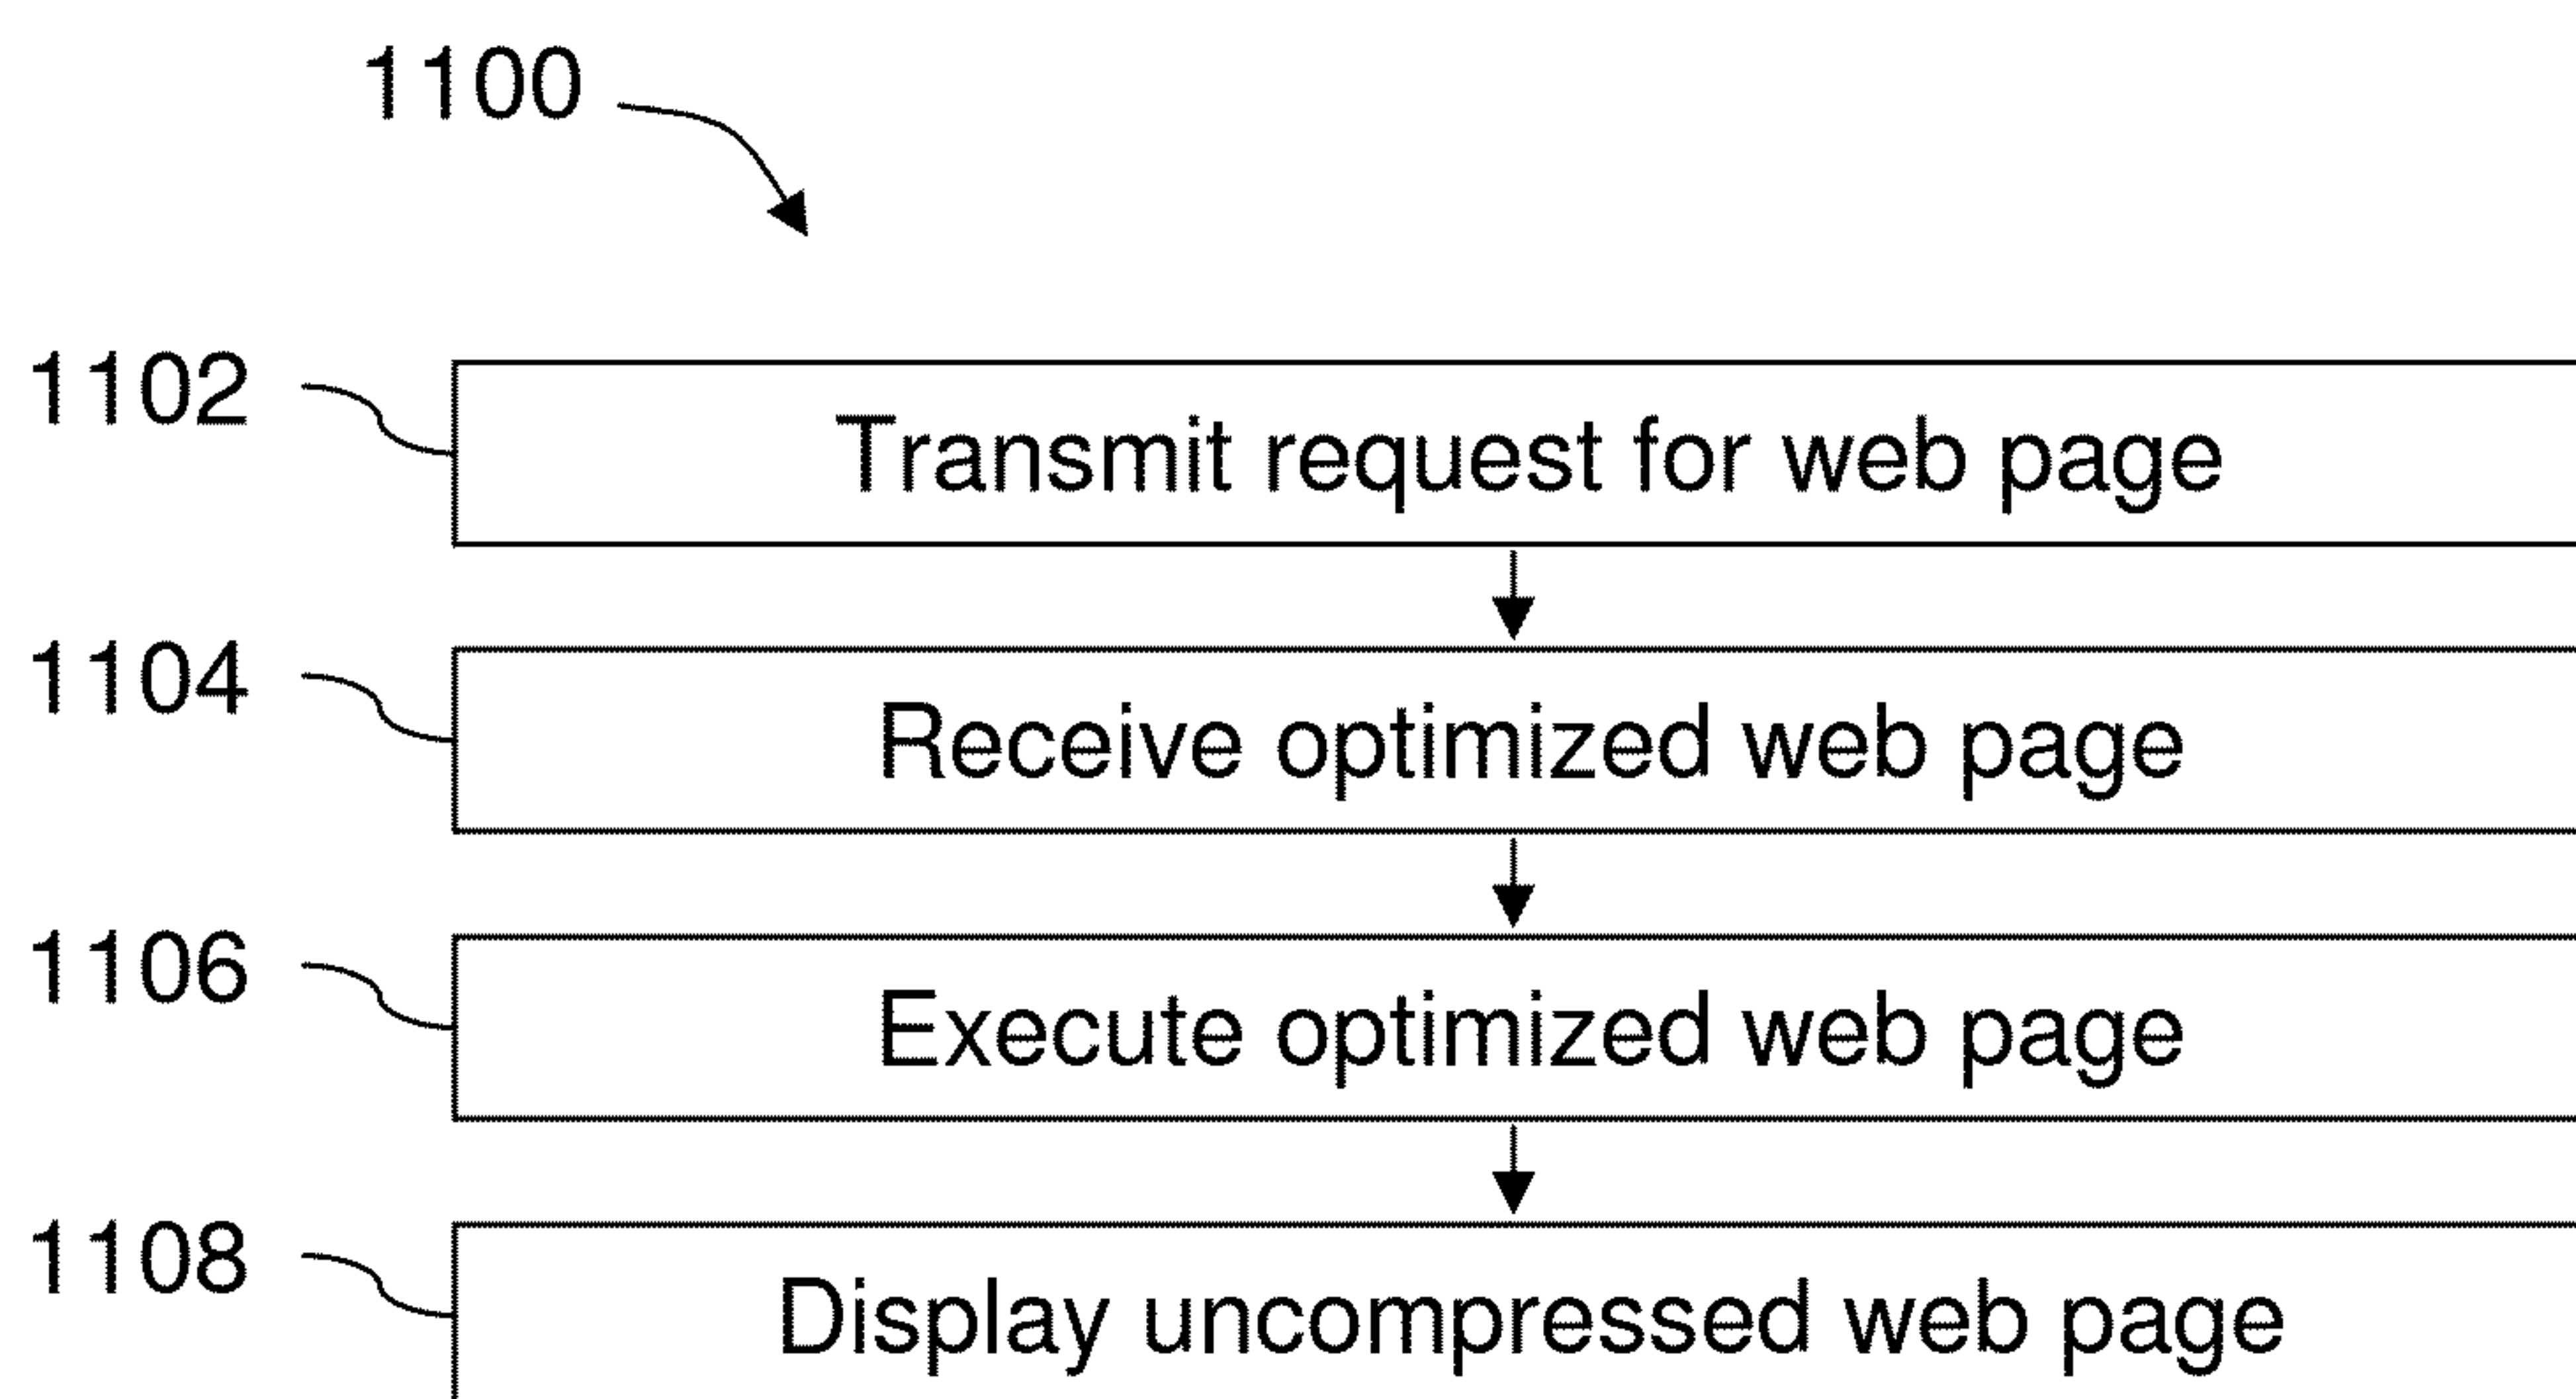 1100
1102 Transmit request for web page
1104 Receive optimized web page
1106 Execute optimized web page
1108 Display uncompressed web page